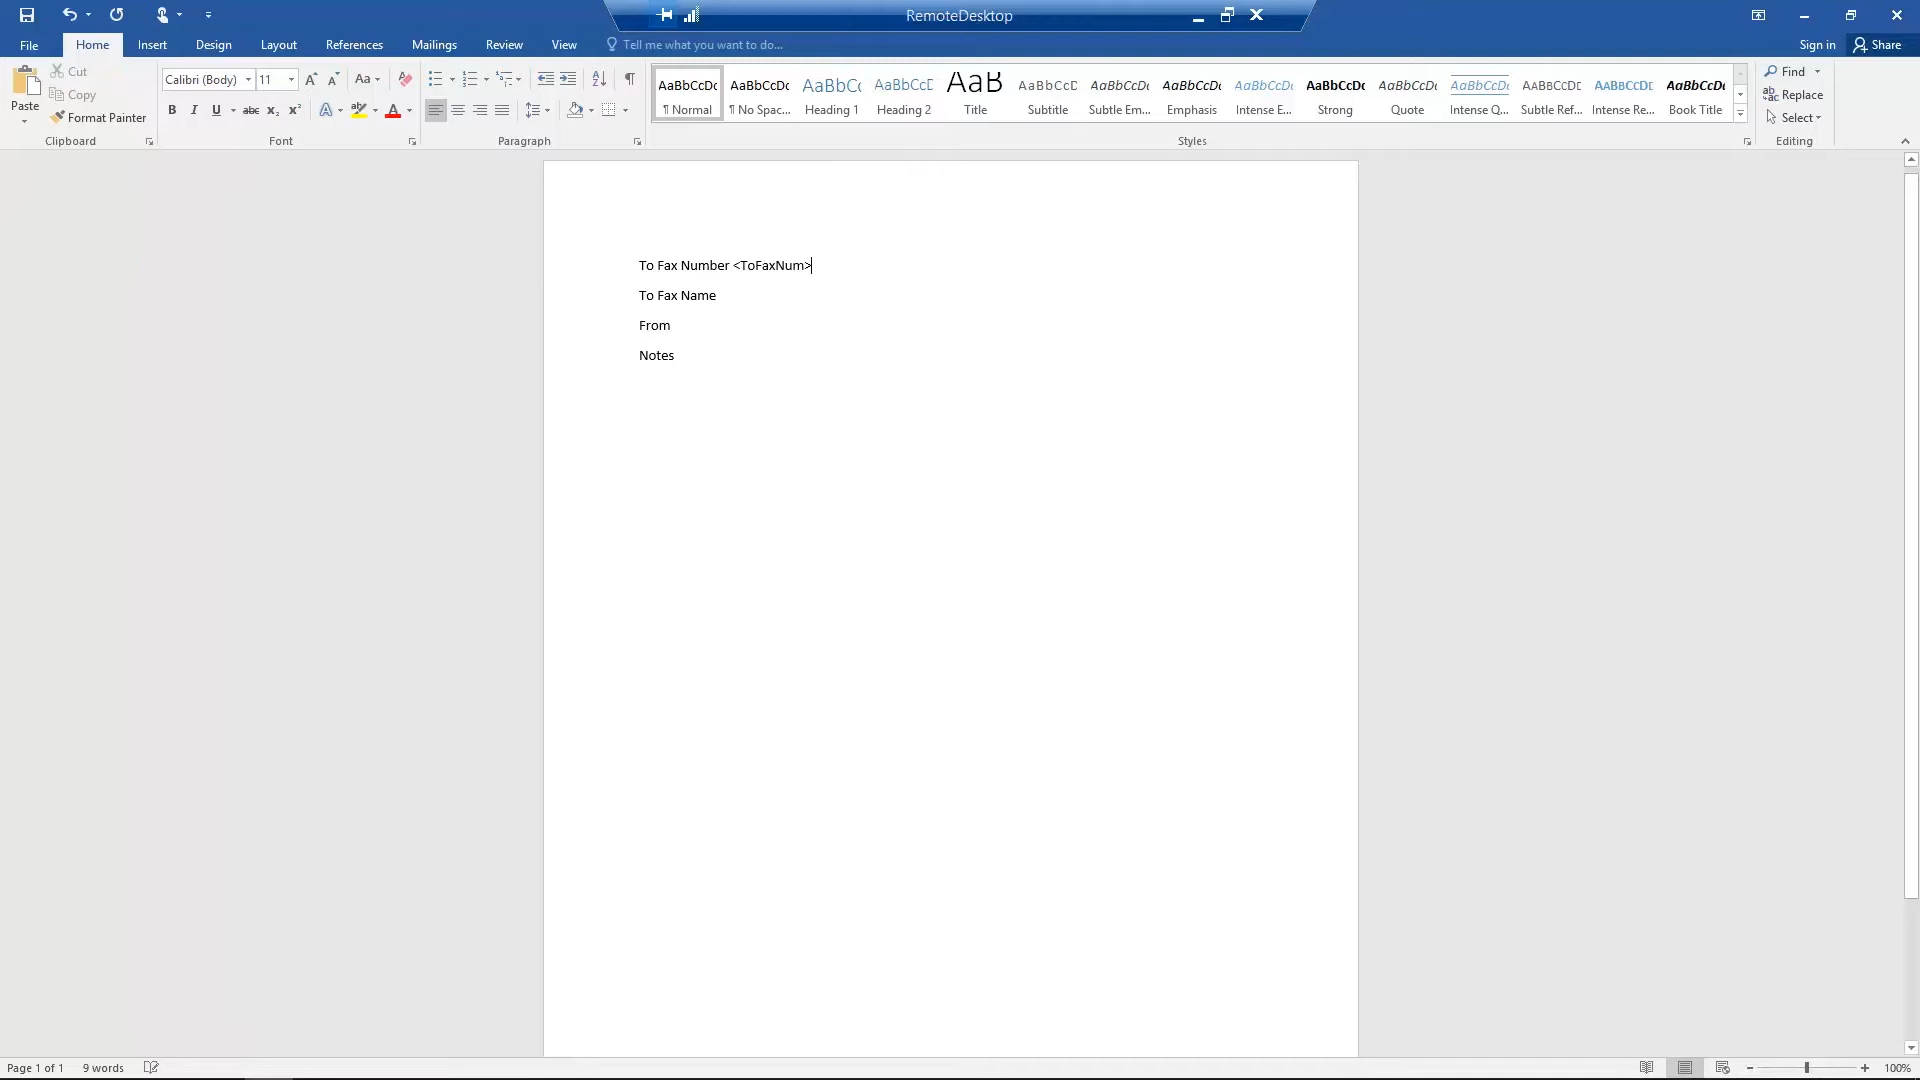 RemoteDesktop
File Home Insert Design Layout References Mailings Review View Tell me what you want to do... Sign in Share
Paste
Cut
Copy
Format Painter
Clipboard
Calibri (Body) 11
Font
Paragraph
AaBbCcDc AaBbCcDc AaBbCc AaBbCcD AaB AaBbCcD AaBbCcDc AaBbCcDc AaBbCcDc AaBbCcDc AaBbCcDc AaBbCcDc AABBCCDD AABBCCDD AaBbCcDc
¶ Normal ¶ No Spac... Heading 1 Heading 2 Title Subtitle Subtle Em... Emphasis Intense E... Strong Quote Intense Q... Subtle Ref... Intense Re... Book Title
Styles
Find
Replace
Select
Editing
To Fax Number <ToFaxNum>
To Fax Name
From
Notes
Page 1 of 1 9 words 100%